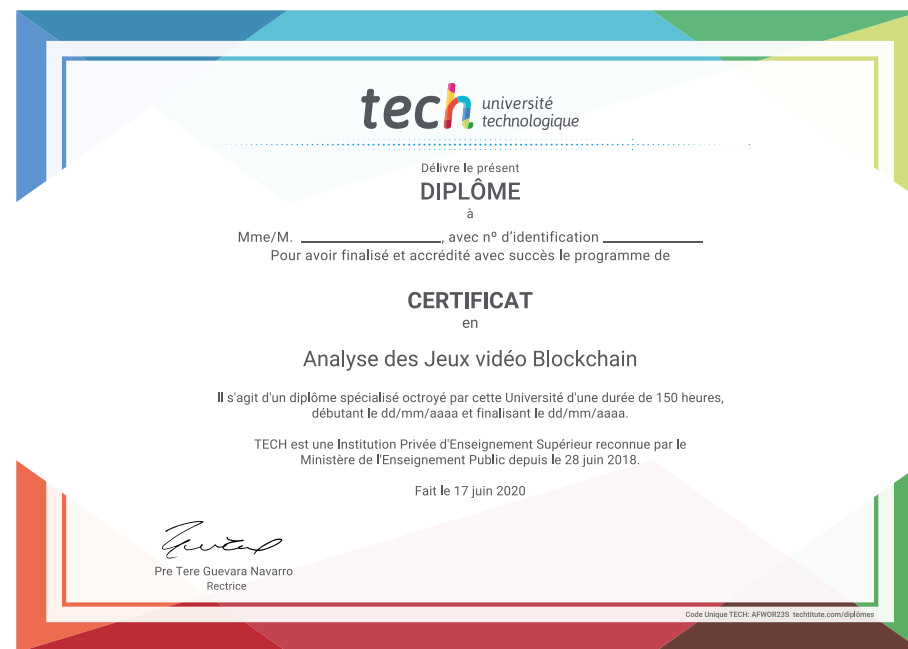 tech université
technologique
Délivre le présent
DIPLÔME
à
Mme/M. ____________________, avec nº d'identification ______________
Pour avoir finalisé et accrédité avec succès le programme de
CERTIFICAT
en
Analyse des Jeux vidéo Blockchain
Il s'agit d'un diplôme spécialisé octroyé par cette Université d'une durée de 150 heures,
débutant le dd/mm/aaaa et finalisant le dd/mm/aaaa.
TECH est une Institution Privée d'Enseignement Supérieur reconnue par le
Ministère de l'Enseignement Public depuis le 28 juin 2018.
Fait le 17 juin 2020
Pre Tere Guevara Navarro
Rectrice
Code Unique TECH: AFWOR23S techtitute.com/diplômes